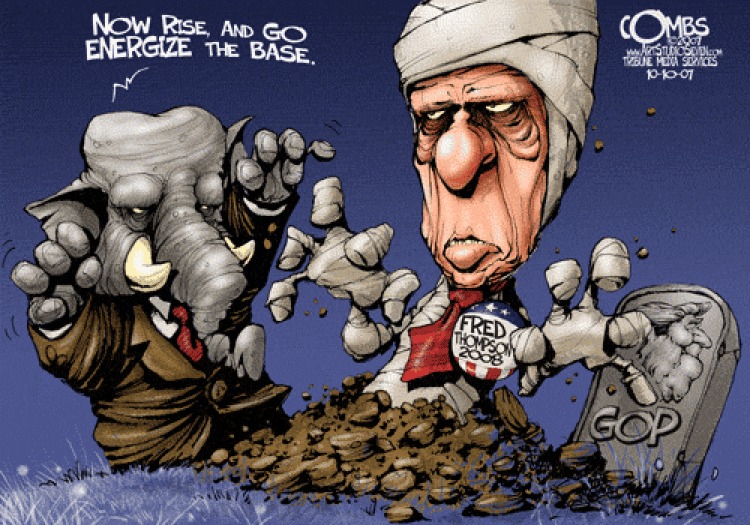 NOW RISE, AND GO
ENERGIZE THE BASE.
COMBS
©2007
WWW.ARTSTUDIOSEVEN.COM
TRIBUNE MEDIA SERVICES
10-10-07
FRED
THOMPSON
2008
GOP